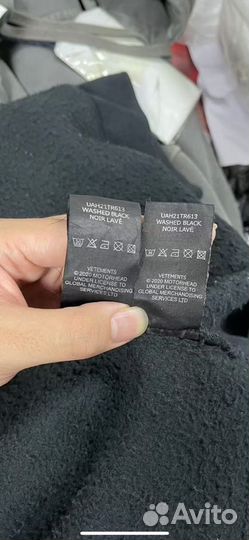 UAH21TR613
WASHED BLACK
NOIR LAVÉ
VETEMENTS
© 2020 MOTORHEAD
UNDER LICENSE TO
GLOBAL MERCHANDISING
SERVICES LTD
UAH21TR613
WASHED BLACK
NOIR LAVÉ
VETEMENTS
© 2020 MOTORHEAD
UNDER LICENSE TO
GLOBAL MERCHANDISING
SERVICES LTD
Avito